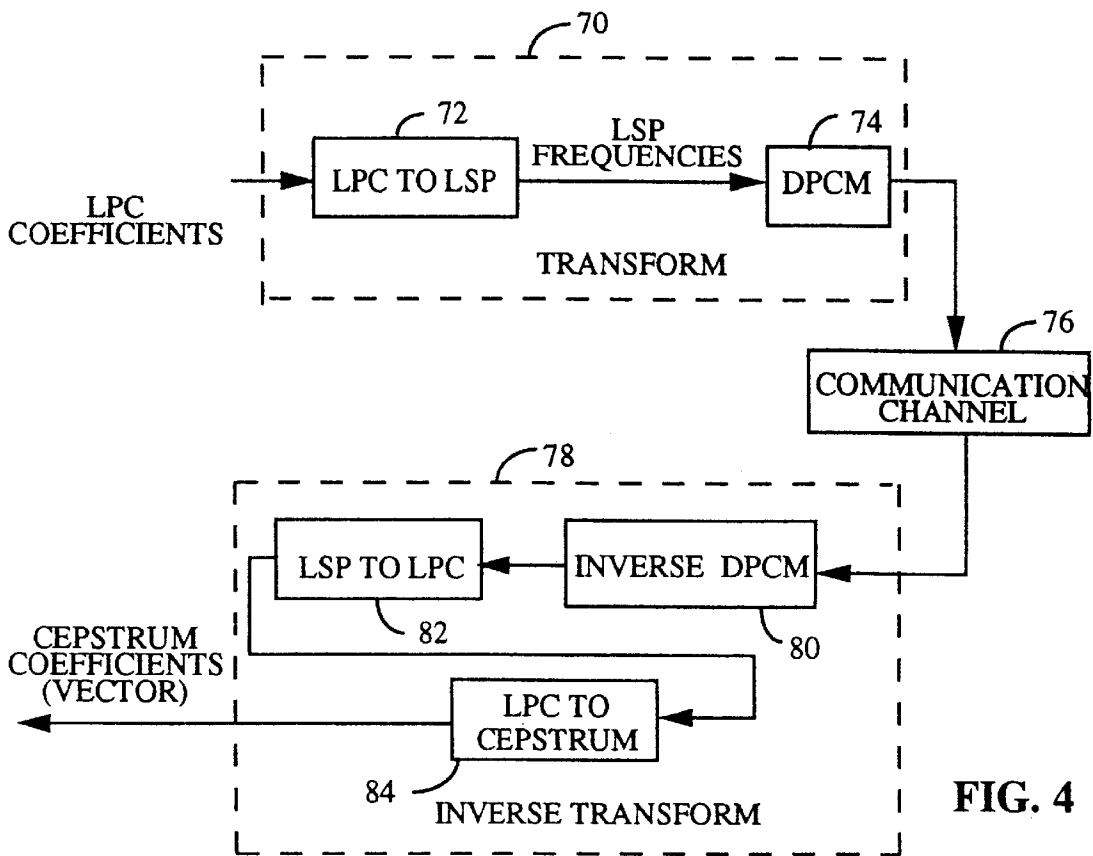 70
72
LPC TO LSP
LSP
FREQUENCIES
74
DPCM
LPC
COEFFICIENTS
TRANSFORM
76
COMMUNICATION
CHANNEL
78
LSP TO LPC
82
INVERSE DPCM
80
CEPSTRUM
COEFFICIENTS
(VECTOR)
LPC TO
CEPSTRUM
84
INVERSE TRANSFORM
FIG. 4